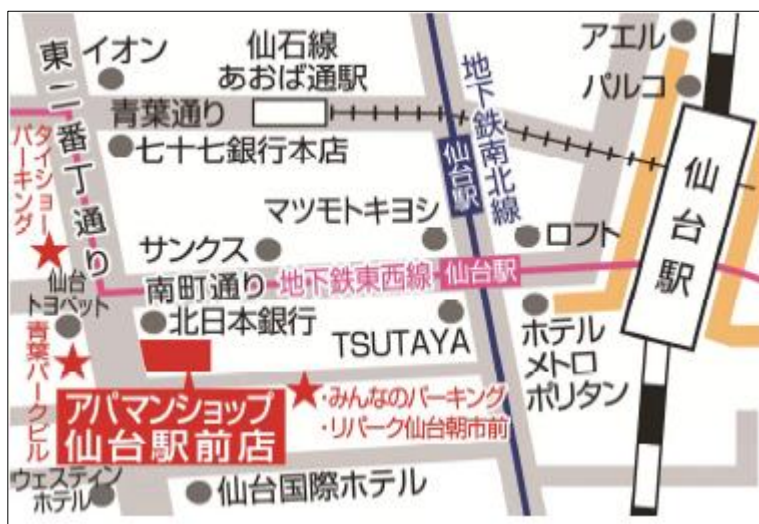 イオン
仙石線
あおば通駅
アエル
パルコ
東二番丁通り
青葉通り
地下鉄南北線
仙台駅
七十七銀行本店
タイショー
パーキング
マツモトキヨシ
ロフト
仙台駅
サンクス
仙台
トヨペット
南町通り
地下鉄東西線
仙台駅
北日本銀行
TSUTAYA
ホテル
メトロ
ポリタン
青葉パークビル
アパマンショップ
仙台駅前店
・みんなのパーキング
・リパーク仙台朝市前
ウェスティン
ホテル
仙台国際ホテル